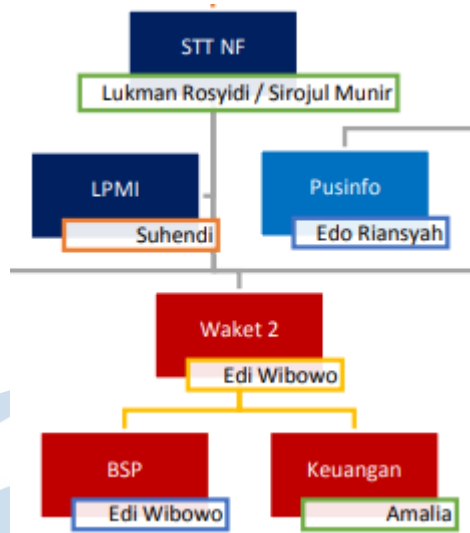 STT NF
Lukman Rosyidi / Sirojul Munir
LPMI
Suhendi
Pusinfo
Edo Riansyah
Waket 2
Edi Wibowo
BSP
Edi Wibowo
Keuangan
Amalia